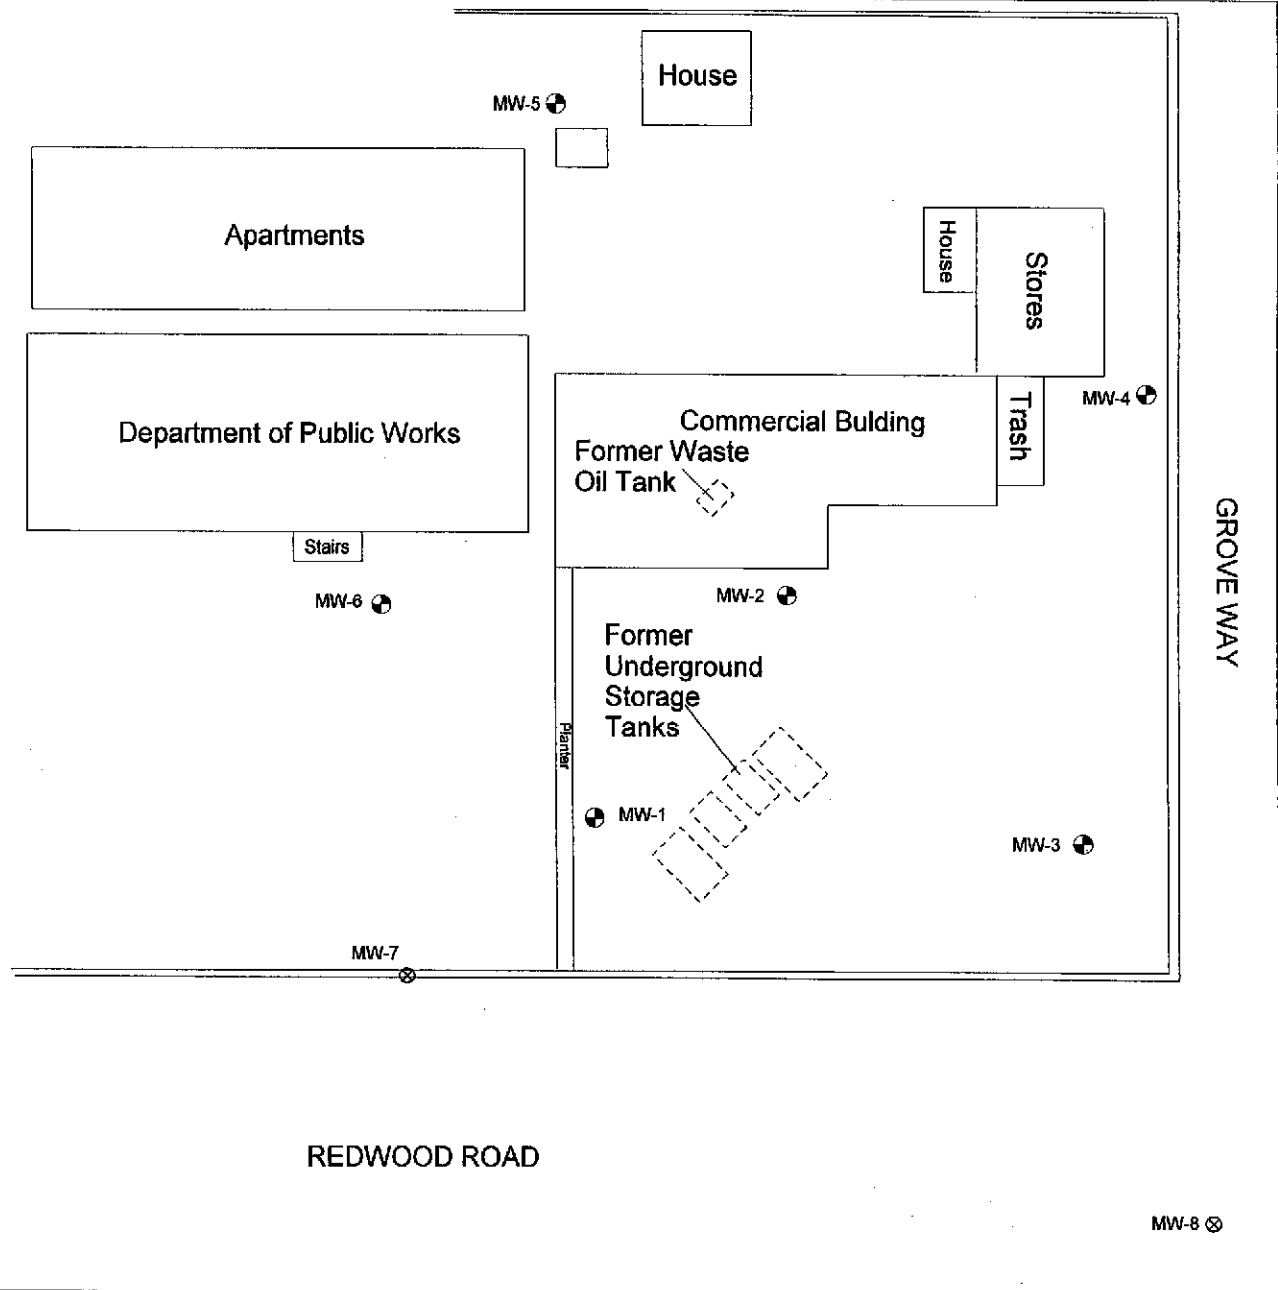 House
MW-5
Apartments
House
Stores
Department of Public Works
Commercial Bulding
Former Waste
Oil Tank
Trash
MW-4
Stairs
MW-6
MW-2
GROVE WAY
Former
Underground
Storage
Tanks
Planter
MW-1
MW-3
MW-7
REDWOOD ROAD
MW-8